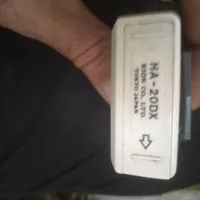 HA-20DX
RION CO., LTD.
TOKYO JAPAN